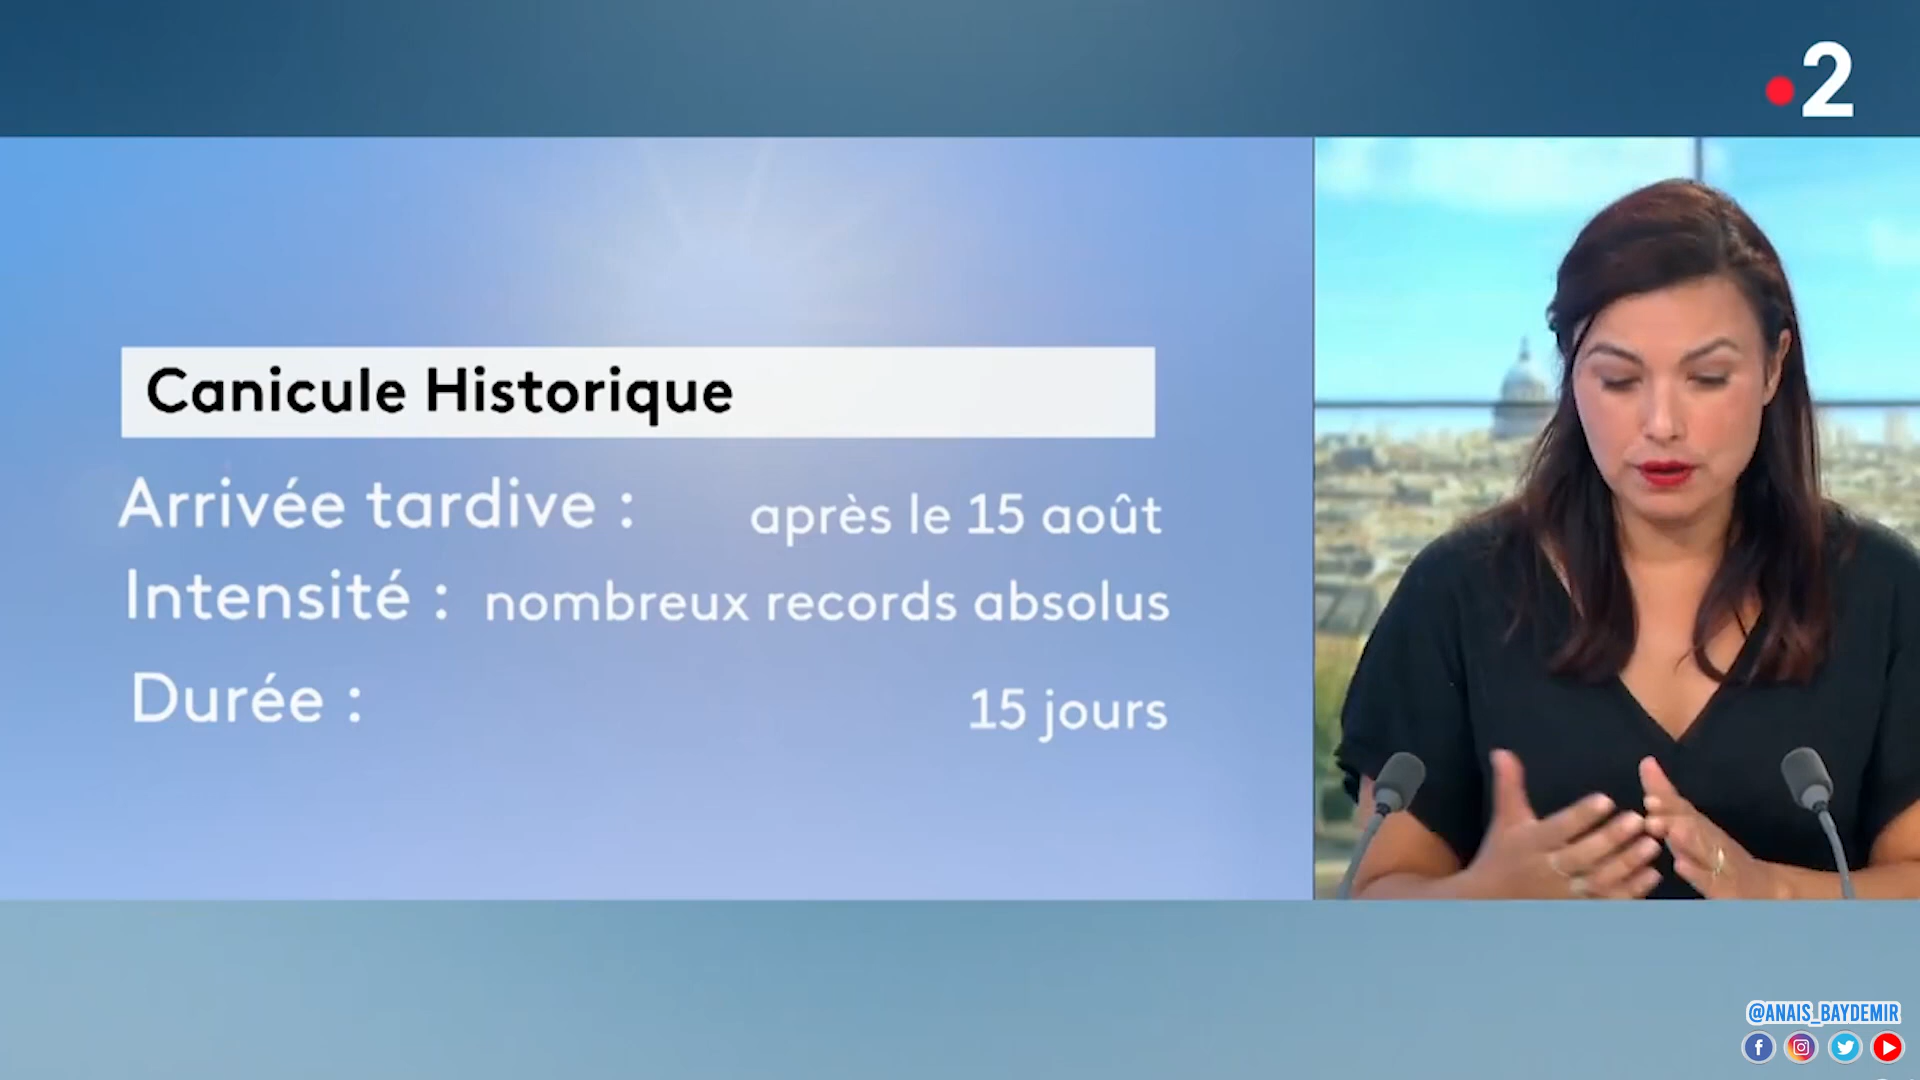 2
Canicule Historique
Arrivée tardive : après le 15 août
Intensité : nombreux records absolus
Durée : 15 jours
@ANAIS_BAYDEMIR